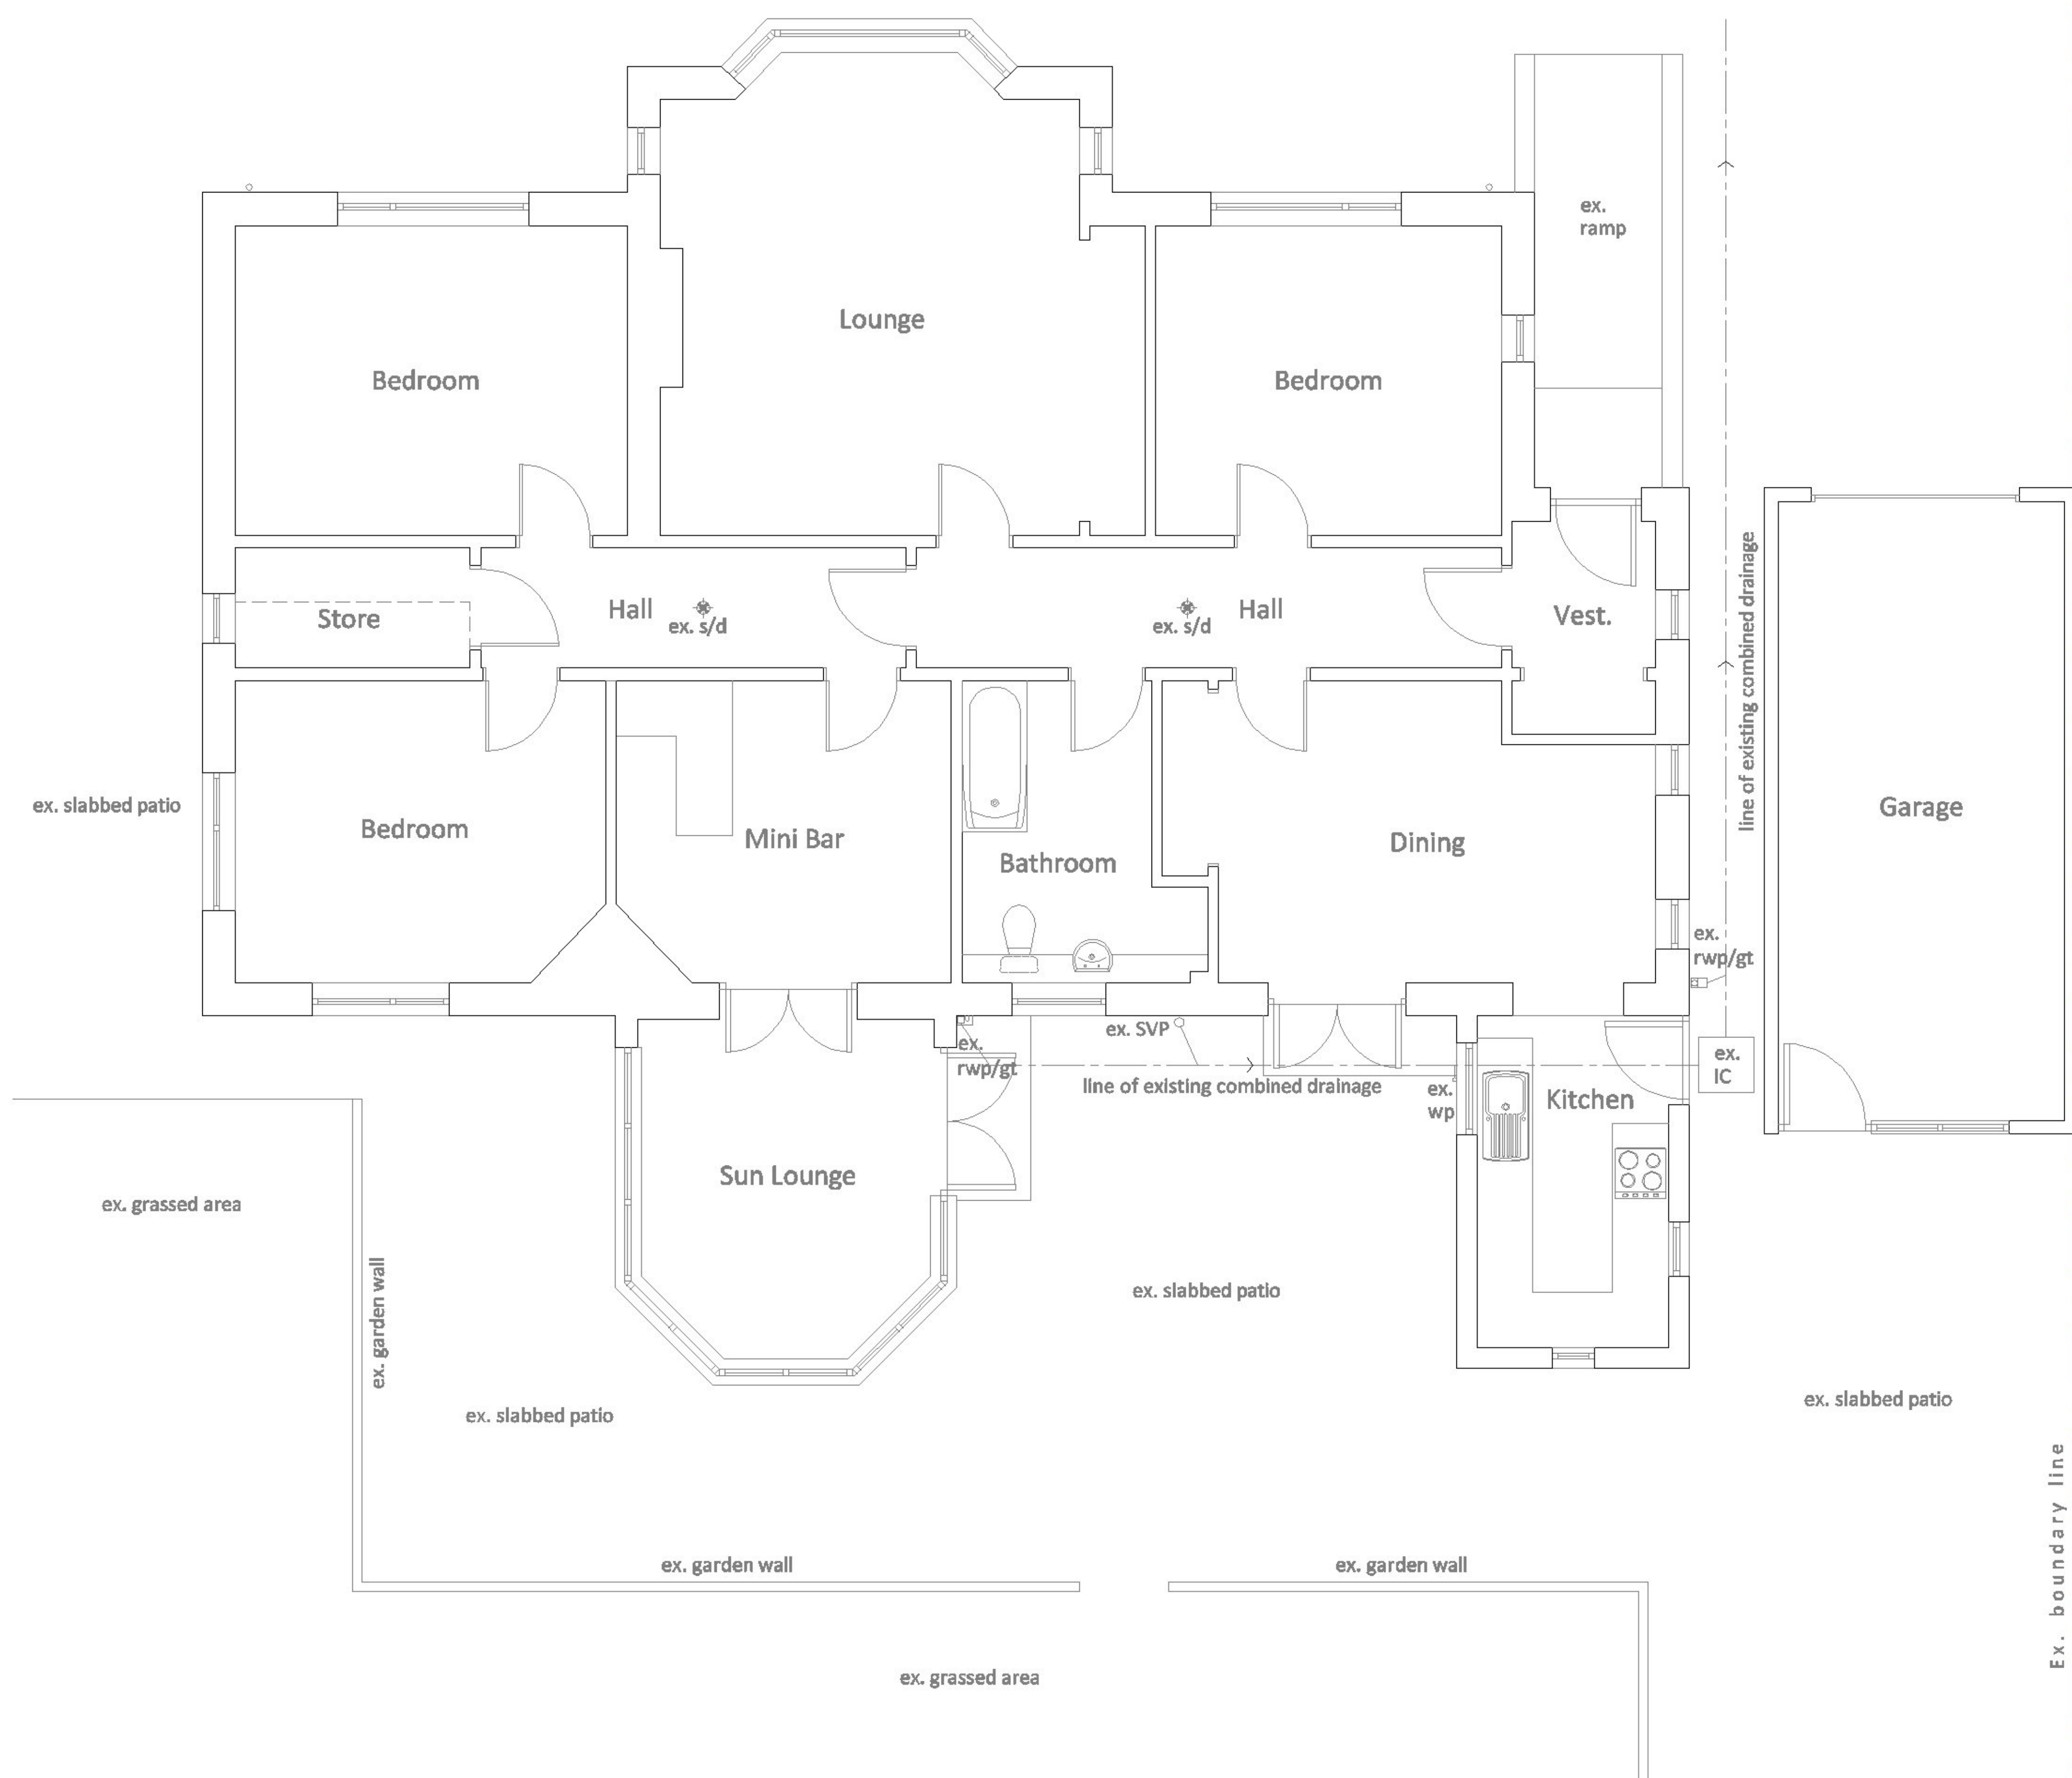 ex.
ramp
Lounge
Bedroom
Bedroom
Store
Hall
ex. s/d
ex. s/d
Hall
Vest.
line of existing combined drainage
ex. slabbed patio
Bedroom
Mini Bar
Bathroom
Dining
Garage
ex.
rwp/gt
ex. SVP
ex.
rwp/gt
line of existing combined drainage
ex.
wp
Kitchen
ex.
IC
Sun Lounge
ex. grassed area
ex. garden wall
ex. slabbed patio
ex. slabbed patio
ex. slabbed patio
Ex. boundary line
ex. garden wall
ex. garden wall
ex. grassed area